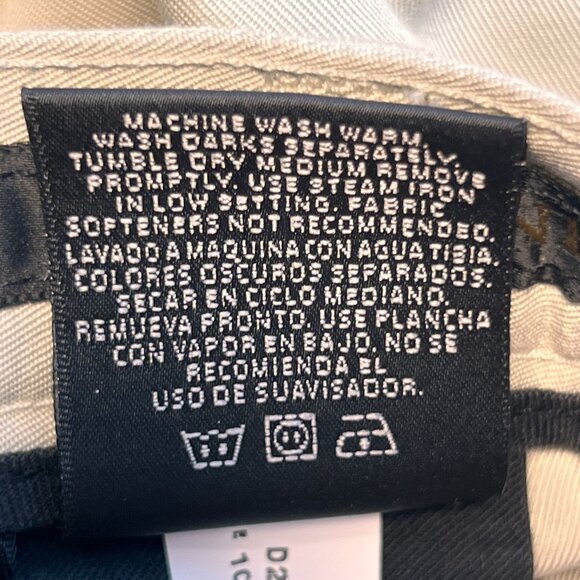 MACHINE WASH WARM,
WASH DARKS SEPARATELY.
TUMBLE DRY MEDIUM REMOVE
PROMPTLY. USE STEAM IRON
IN LOW SETTING. FABRIC
SOFTENERS NOT RECOMMENDED.
LAVADO A MAQUINA CON AGUA TIBIA.
COLORES OSCUROS SEPARADOS.
SECAR EN CICLO MEDIANO.
REMUEVA PRONTO. USE PLANCHA
CON VAPOR EN BAJO. NO SE
RECOMIENDA EL
USO DE SUAVISADOR.